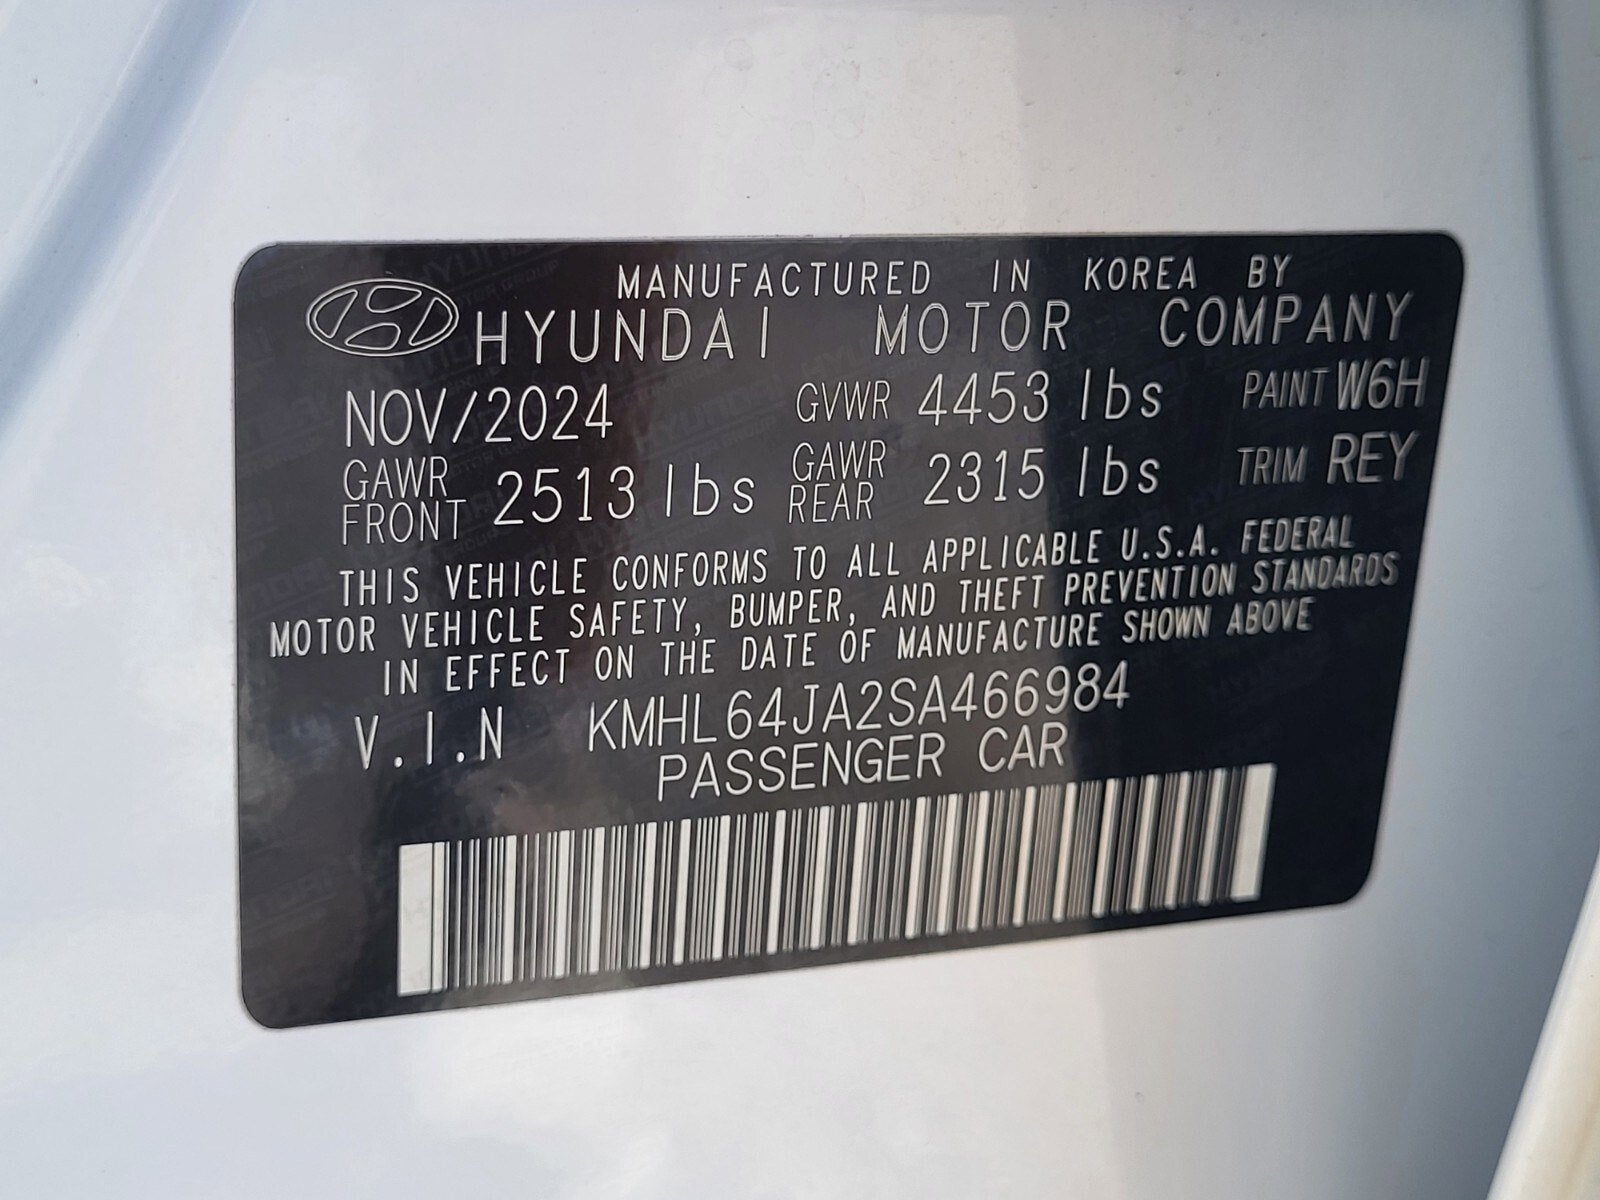 MANUFACTURED IN KOREA BY
HYUNDAI MOTOR COMPANY
NOV/2024 GVWR 4453 lbs PAINT W6H
GAWR FRONT 2513 lbs GAWR REAR 2315 lbs TRIM REY
THIS VEHICLE CONFORMS TO ALL APPLICABLE U.S.A. FEDERAL
MOTOR VEHICLE SAFETY, BUMPER, AND THEFT PREVENTION STANDARDS
IN EFFECT ON THE DATE OF MANUFACTURE SHOWN ABOVE
V.I.N KMHL64JA2SA466984
PASSENGER CAR